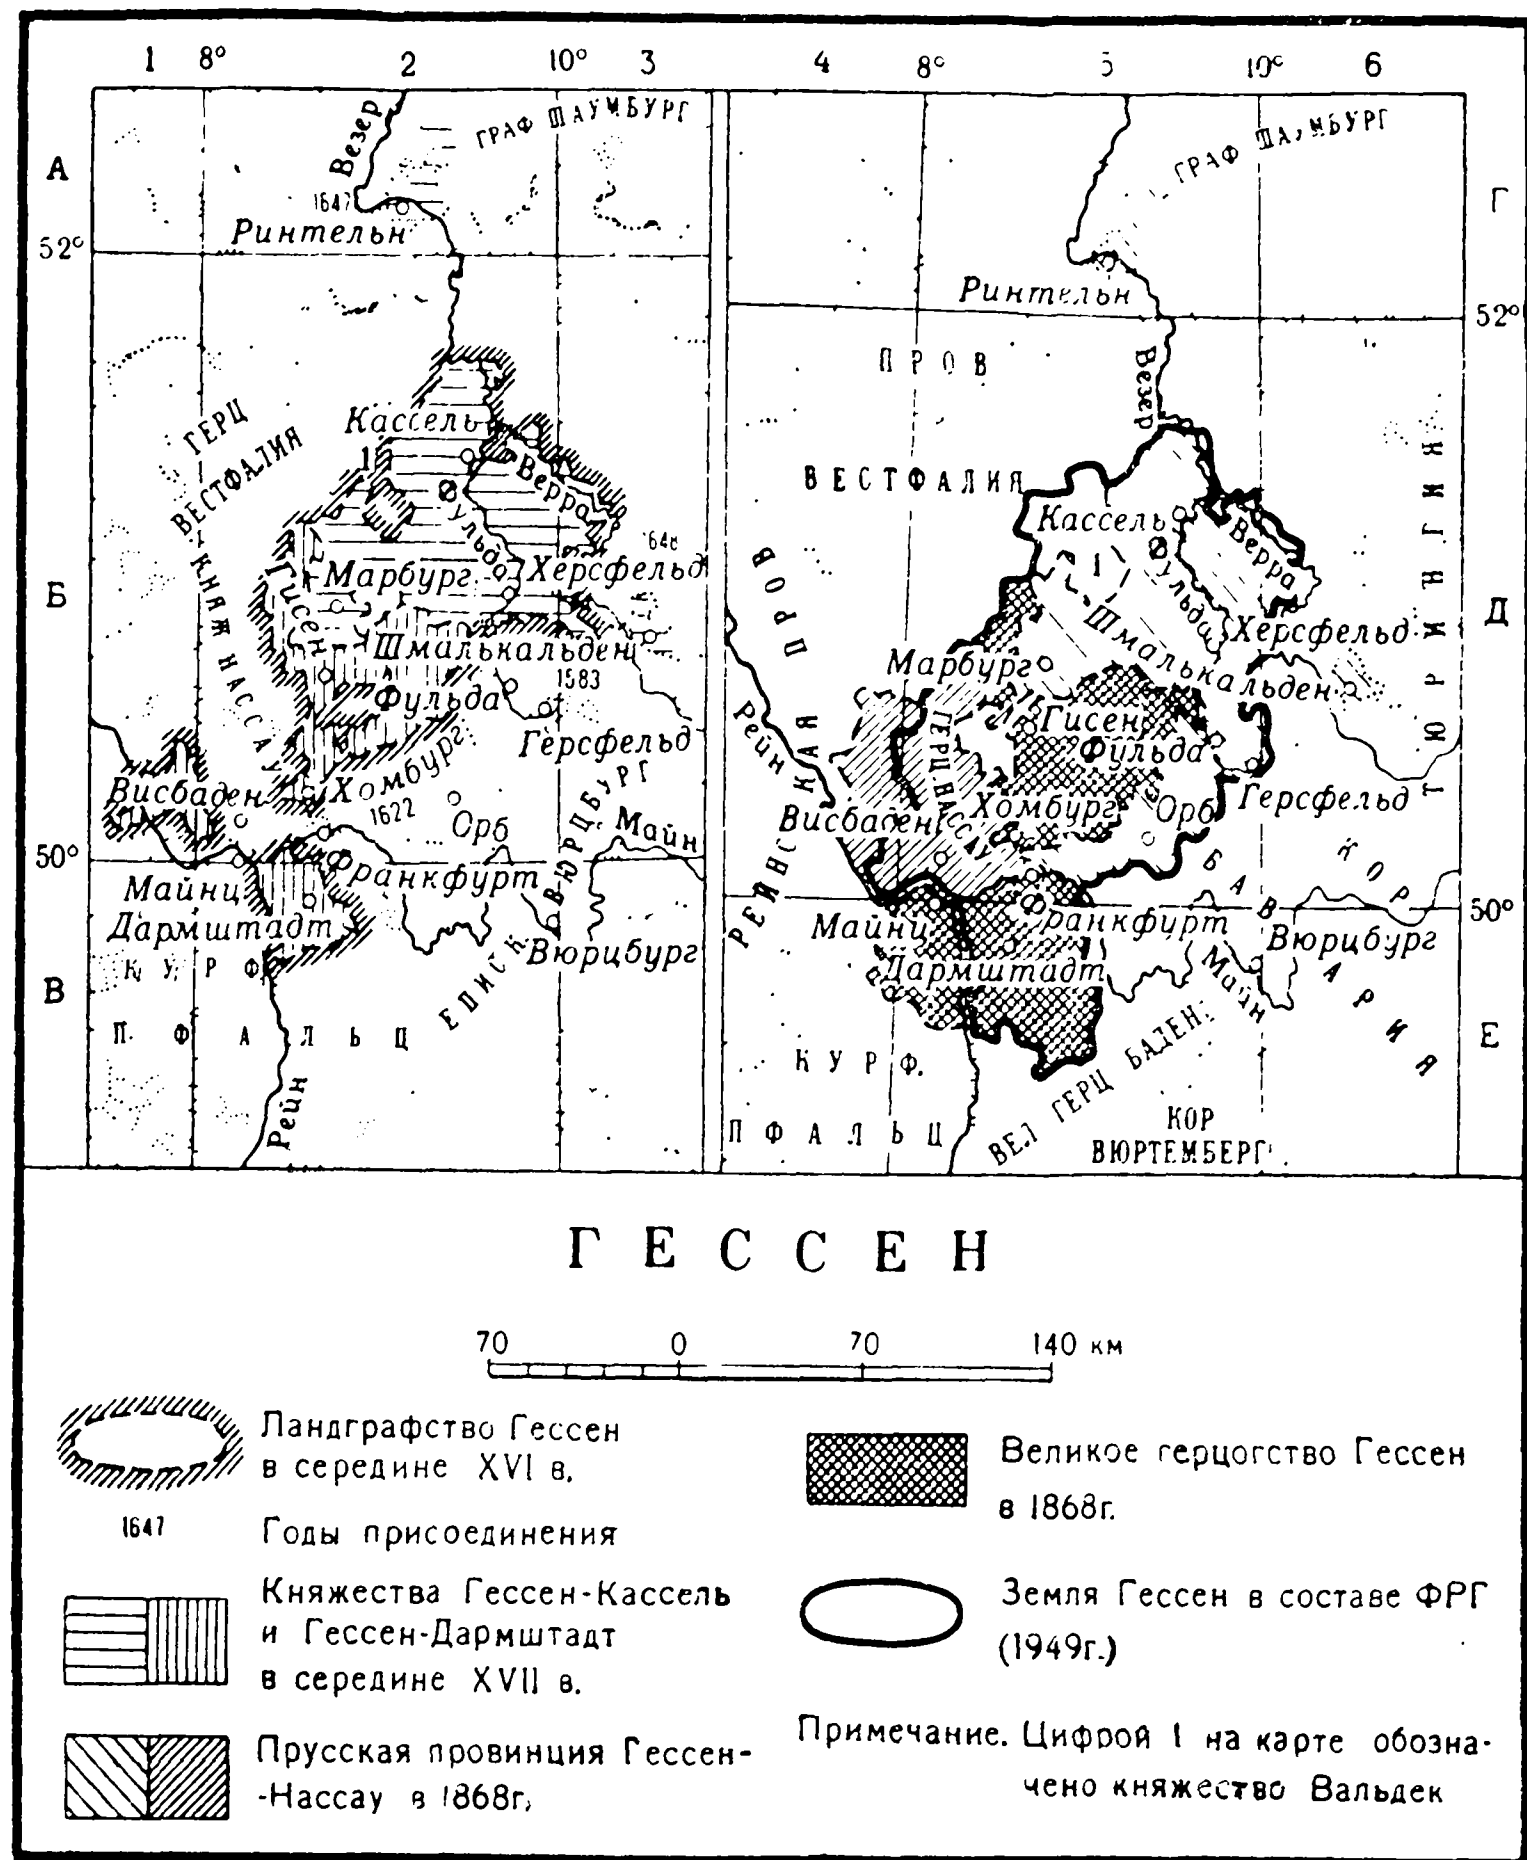 1 8° 2 10° 3 4 8° 5 10° 6
А
Б
В
Г
Д
Е
52°
50°
52°
50°
Везер
ГРАФ ШАУМБУРГ
1647
Ринтельн
ГЕРЦ
ВЕСТФАЛИЯ
Кассель
1
Верра
Фульда
КНЯЖ НАССАУ
Гисен
Марбург
Херсфельд
Шмалькальден
1583
Фульда
Герсфельд
Висбаден
Хомбург
1622
Орб
Майн
Майнц
Франкфурт
Дармштадт
ЕПИСК ВЮРЦБУРГ
Вюрцбург
КУРФ
ПФАЛЬЦ
Рейн
ГРАФ ШАУМБУРГ
Ринтельн
ПРОВ
Везер
ВЕСТФАЛИЯ
Кассель
1
Верра
Фульда
Херсфельд
Шмалькальден
ТЮРИНГИЯ
Марбург
РЕЙНСКАЯ ПРОВ
Рейн
ГЕРЦ НАССАУ
Гисен
Фульда
Герсфельд
Висбаден
Хомбург
Орб
КОР БАВАРИЯ
Майнц
Франкфурт
Вюрцбург
Дармштадт
Майн
КУРФ.
ПФАЛЬЦ
ВЕЛ ГЕРЦ БАДЕН
КОР
ВЮРТЕМБЕРГ
ГЕССЕН
70 0 70 140 км
Ландграфство Гессен
в середине XVI в.
1647 Годы присоединения
Княжества Гессен-Кассель
и Гессен-Дармштадт
в середине XVII в.
Прусская провинция Гессен-
-Нассау в 1868г.
Великое герцогство Гессен
в 1868г.
Земля Гессен в составе ФРГ
(1949г.)
Примечание. Цифрой 1 на карте обозна-
чено княжество Вальдек